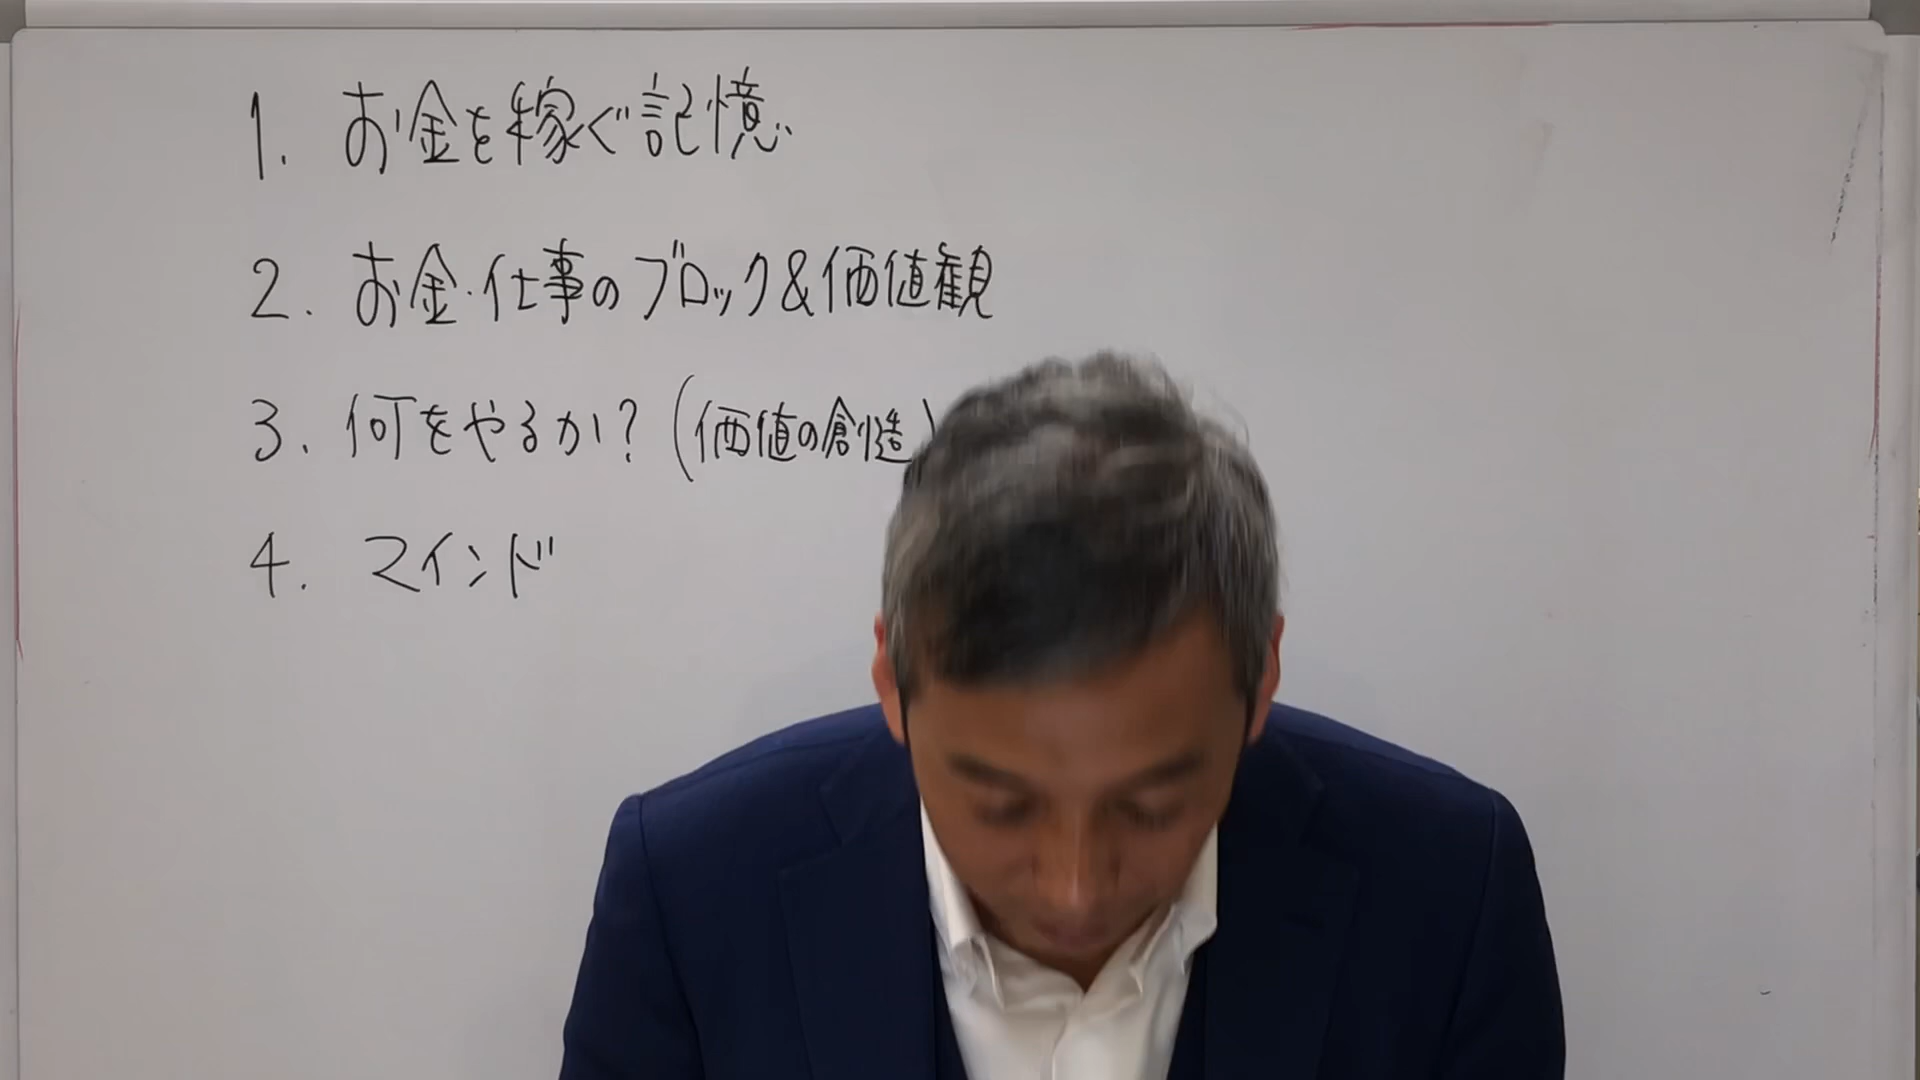 1. お金を稼ぐ記憶
2. お金・仕事のブロック&価値観
3. 何をやるか?(価値の創造)
4. マインド